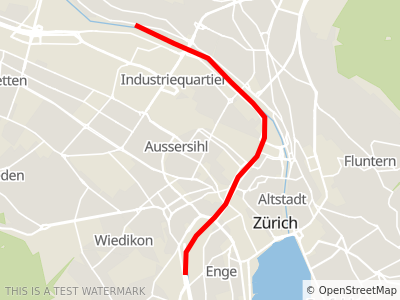 Industriequartier
etten
Aussersihl
Fluntern
den
Altstadt
Zürich
Wiedikon
Enge
THIS IS A TEST WATERMARK
© OpenStreetMap